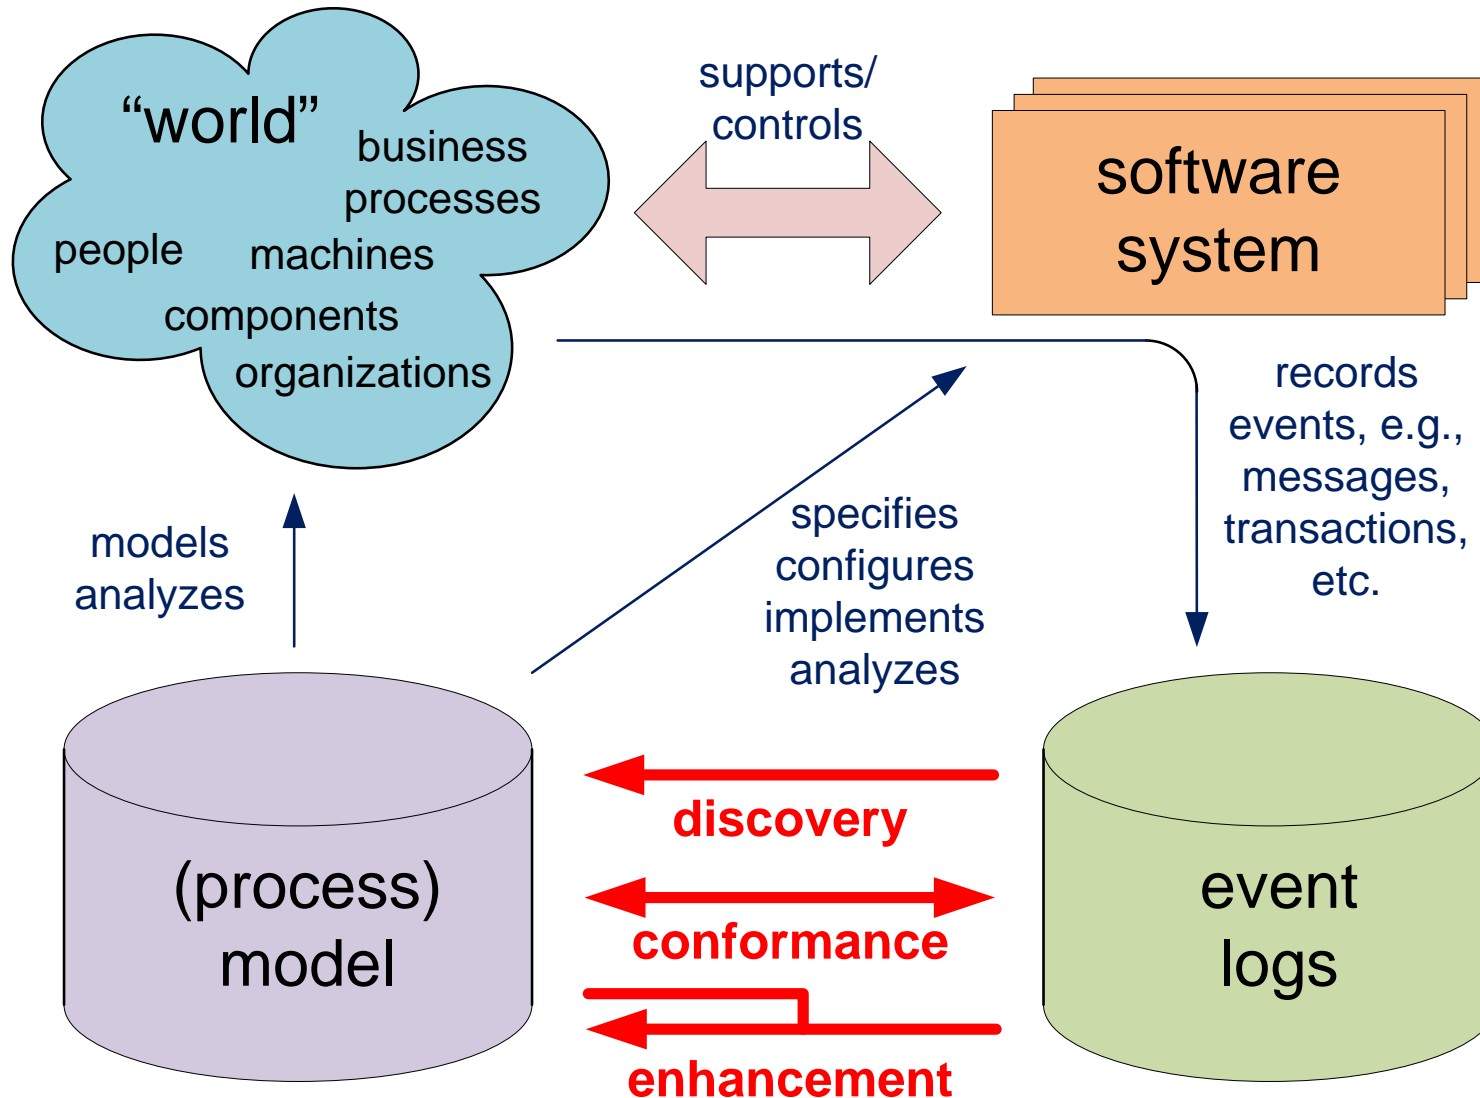 “world”
business
processes
people
machines
components
organizations
supports/
controls
software
system
records
events, e.g.,
messages,
transactions,
etc.
models
analyzes
specifies
configures
implements
analyzes
discovery
conformance
enhancement
(process)
model
event
logs